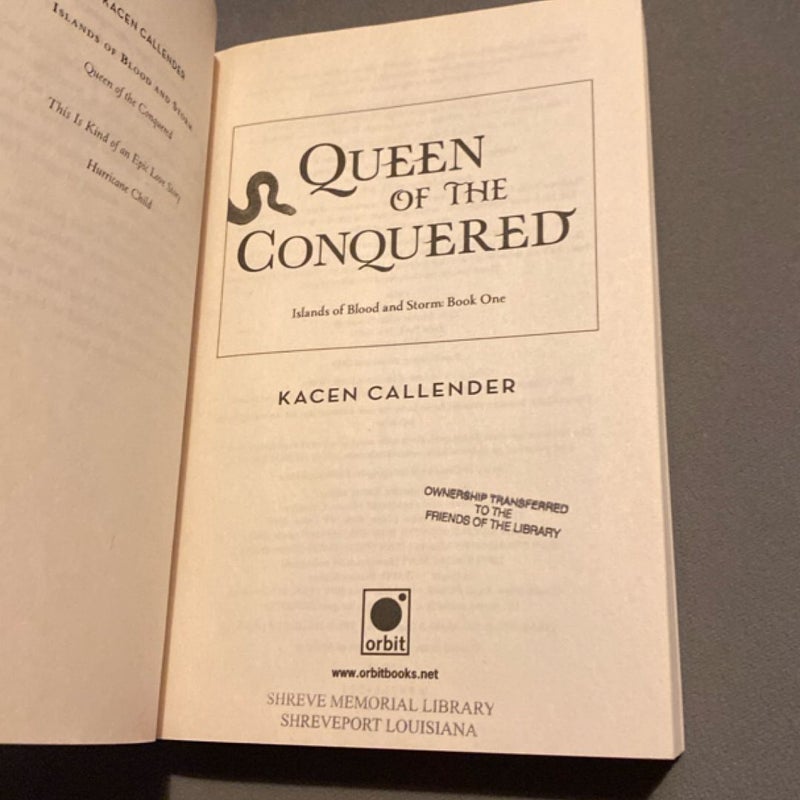 KACEN CALLENDER
ISLANDS OF BLOOD AND STORM
Queen of the Conquered
This Is Kind of an Epic Love Story
Hurricane Child
QUEEN
OF THE
CONQUERED
Islands of Blood and Storm: Book One
KACEN CALLENDER
OWNERSHIP TRANSFERRED
TO THE
FRIENDS OF THE LIBRARY
orbit
www.orbitbooks.net
SHREVE MEMORIAL LIBRARY
SHREVEPORT LOUISIANA